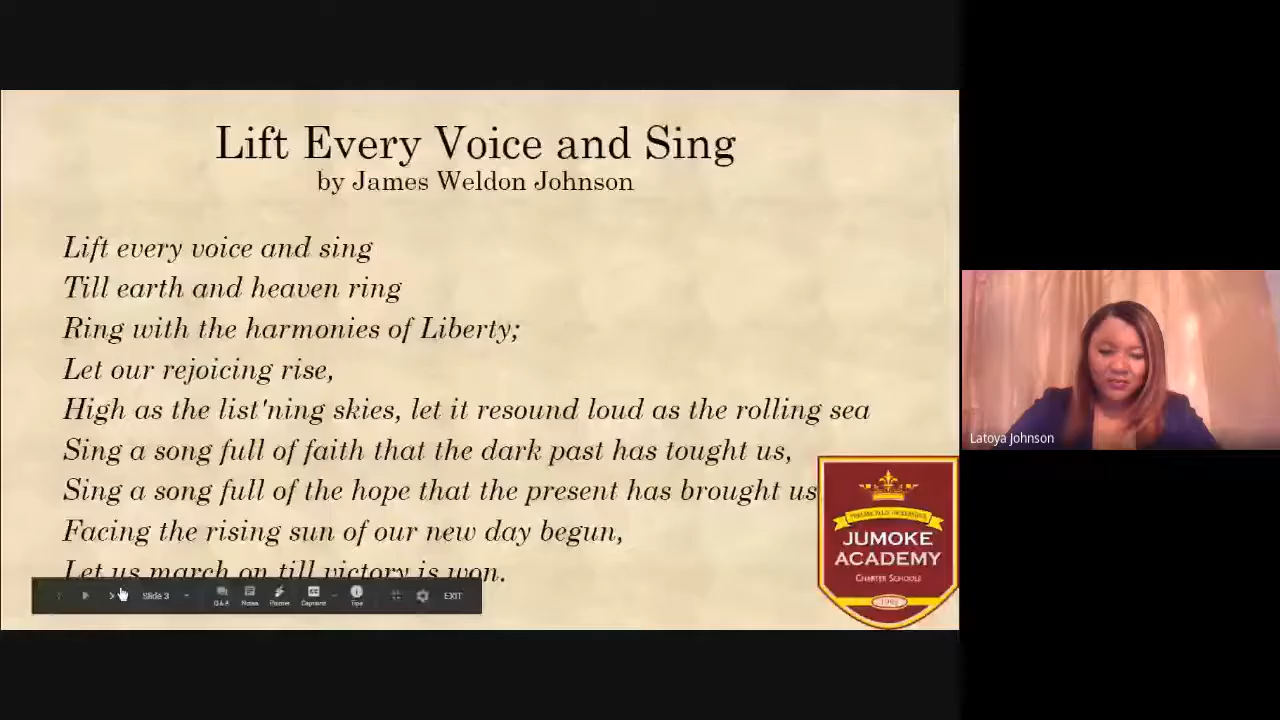 Lift Every Voice and Sing
by James Weldon Johnson
Lift every voice and sing
Till earth and heaven ring
Ring with the harmonies of Liberty;
Let our rejoicing rise,
High as the list'ning skies, let it resound loud as the rolling sea
Sing a song full of faith that the dark past has tought us,
Sing a song full of the hope that the present has brought us
Facing the rising sun of our new day begun,
Let us march on till victory is won.
Slide 3
Q&A Notes Pointer Captions Tips
EXIT
JUMOKE
ACADEMY
CHARTER SCHOOLS
Latoya Johnson